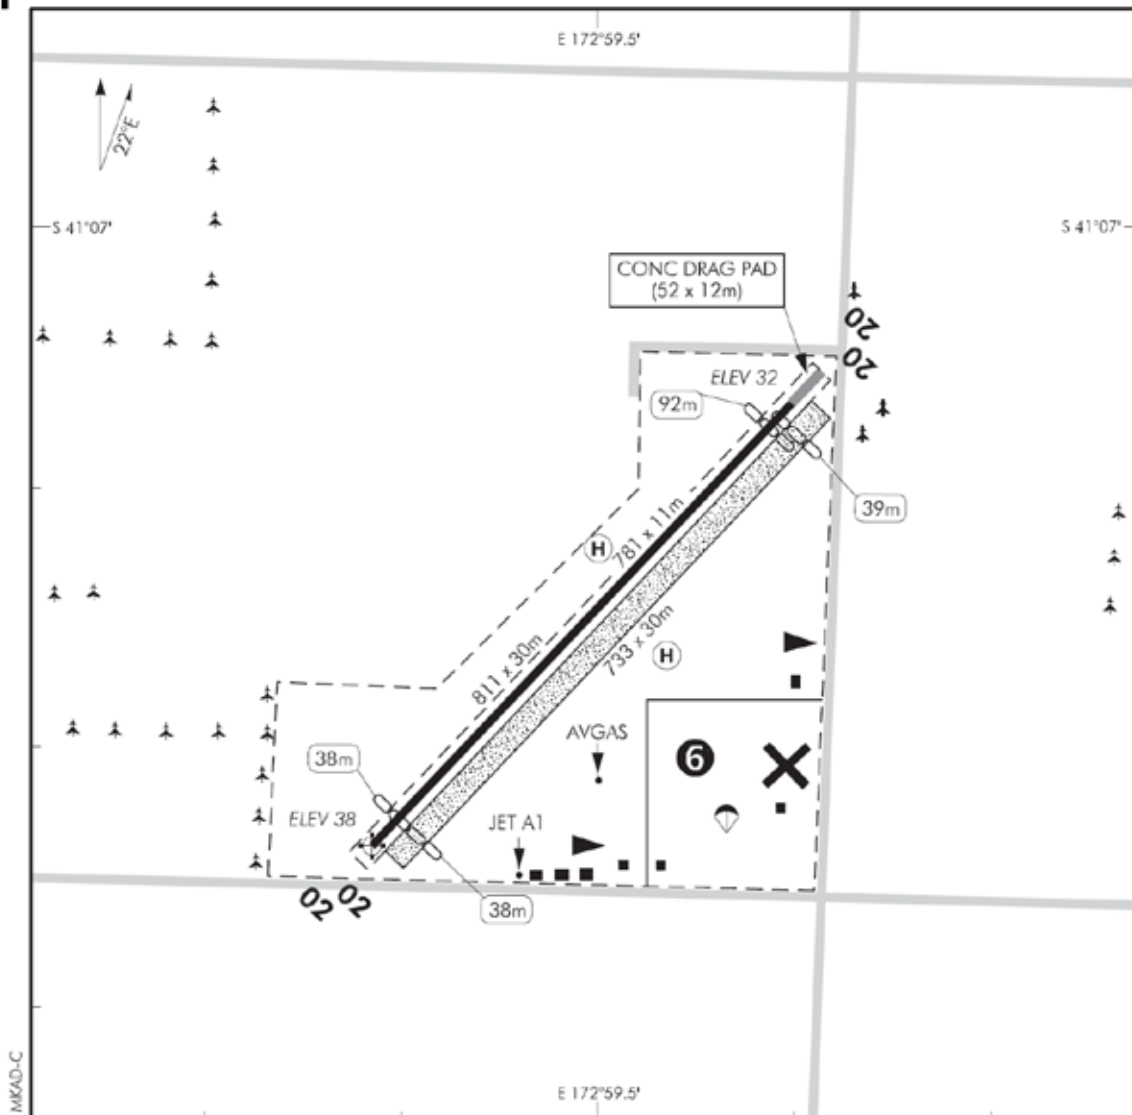 E 172°59.5'
22°E
S 41°07'
S 41°07'
CONC DRAG PAD
(52 x 12m)
20
20
ELEV 32
92m
39m
781 x 11m
H
811 x 30m
733 x 30m
H
AVGAS
6
38m
ELEV 38
JET A1
02
02
38m
MKAD-C
E 172°59.5'